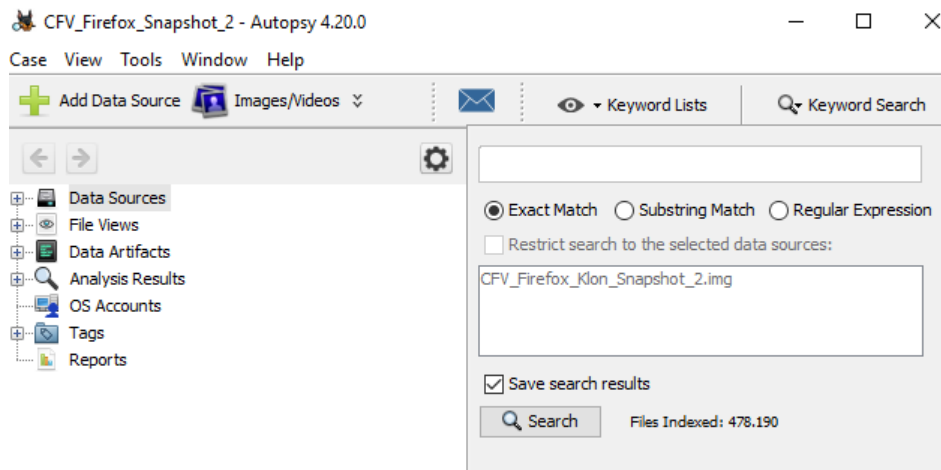 CFV_Firefox_Snapshot_2 - Autopsy 4.20.0
Case View Tools Window Help
Add Data Source Images/Videos Keyword Lists Keyword Search
Data Sources
File Views
Data Artifacts
Analysis Results
OS Accounts
Tags
Reports
Exact Match Substring Match Regular Expression
Restrict search to the selected data sources:
CFV_Firefox_Klon_Snapshot_2.img
Save search results
Search Files Indexed: 478.190